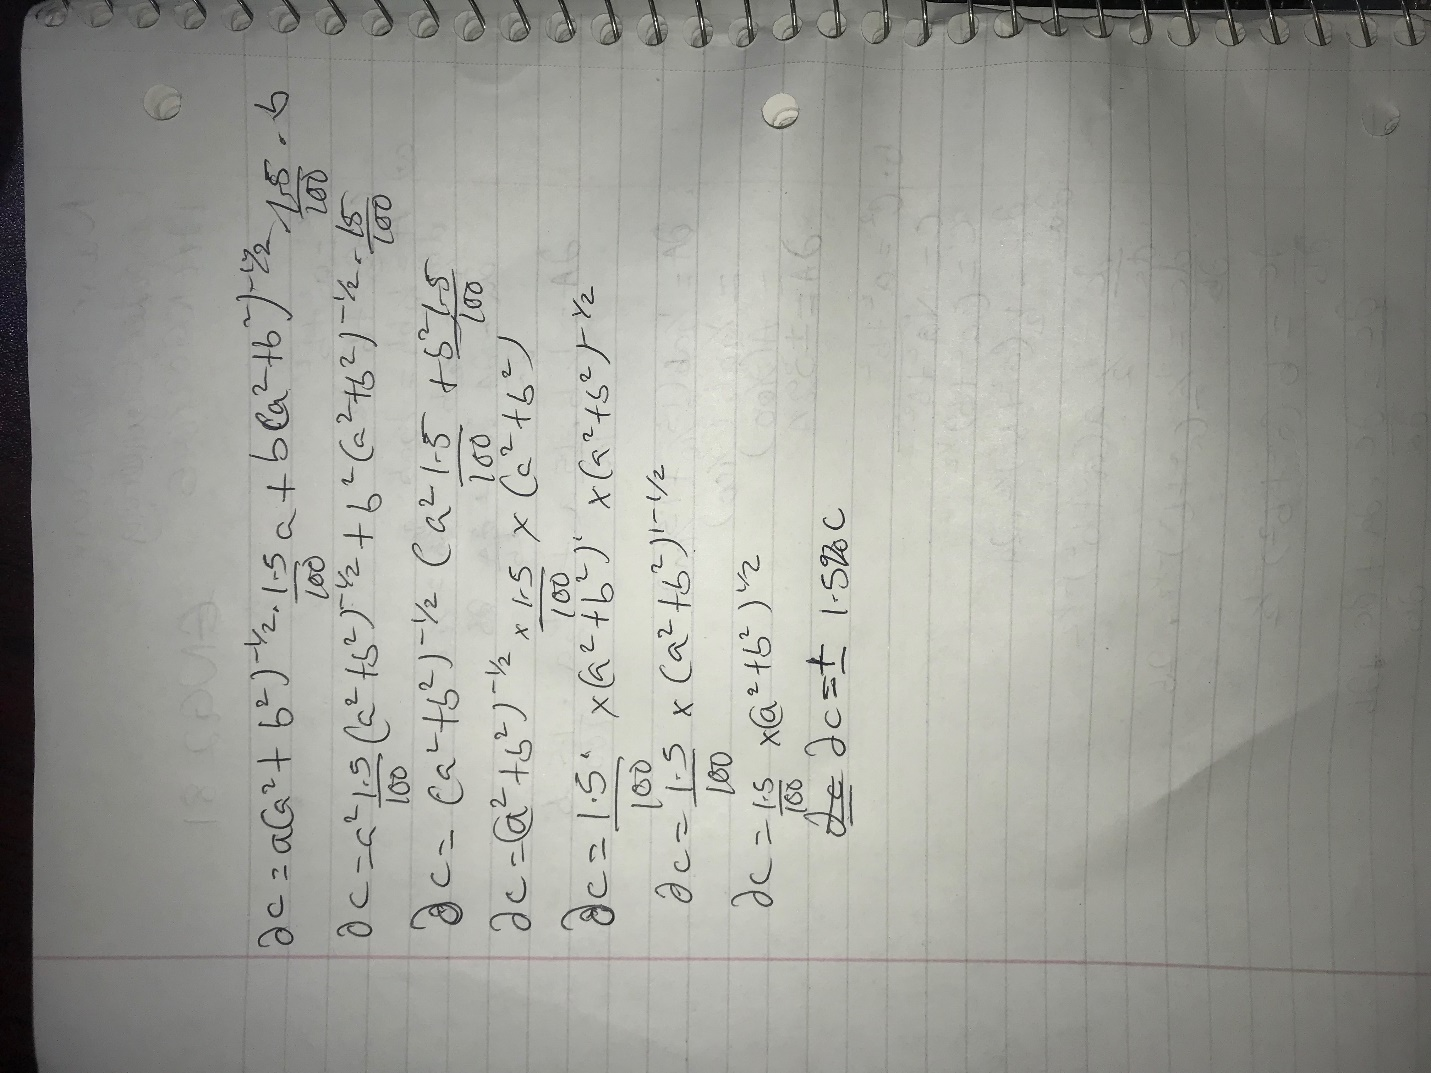 ∂c = a(a² + b²)^-1/2 . 1.5/100 a + b(a² + b²)^-1/2 . 1.5/100 . b
∂c = a² 1.5/100 (a² + b²)^-1/2 + b² (a² + b²)^-1/2 . 15/100
∂c = (a² + b²)^-1/2 (a² 1.5/100 + b² 1.5/100)
∂c = (a² + b²)^-1/2 × 1.5/100 × (a² + b²)
∂c = 1.5/100 × (a² + b²)^1 × (a² + b²)^-1/2
∂c = 1.5/100 × (a² + b²)^1-1/2
∂c = 1.5/100 × (a² + b²)^1/2
∂c = ± 1.5% c